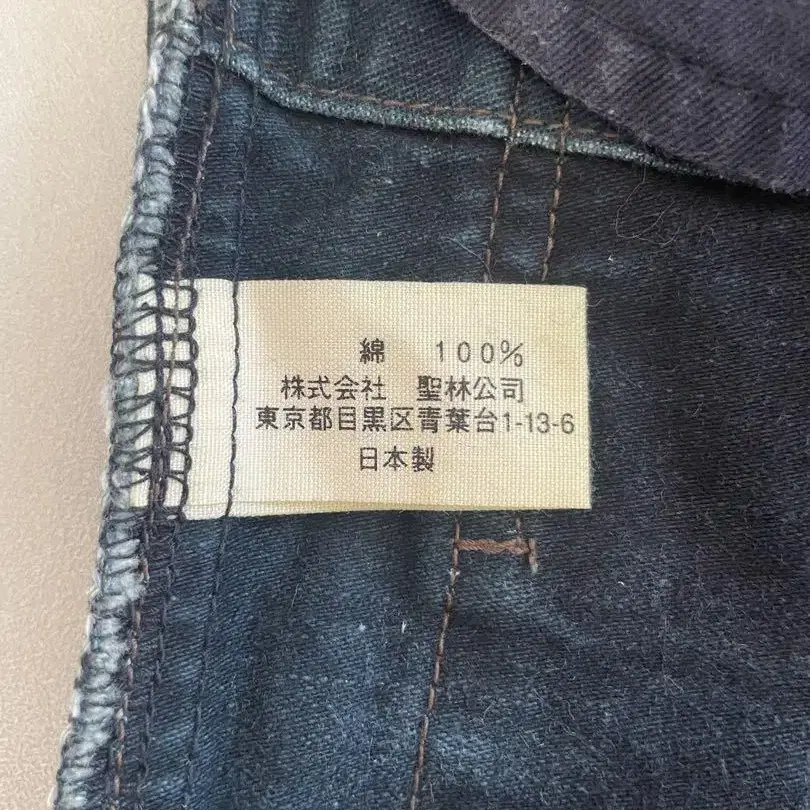 綿　100%
株式会社　聖林公司
東京都目黒区青葉台1-13-6
日本製